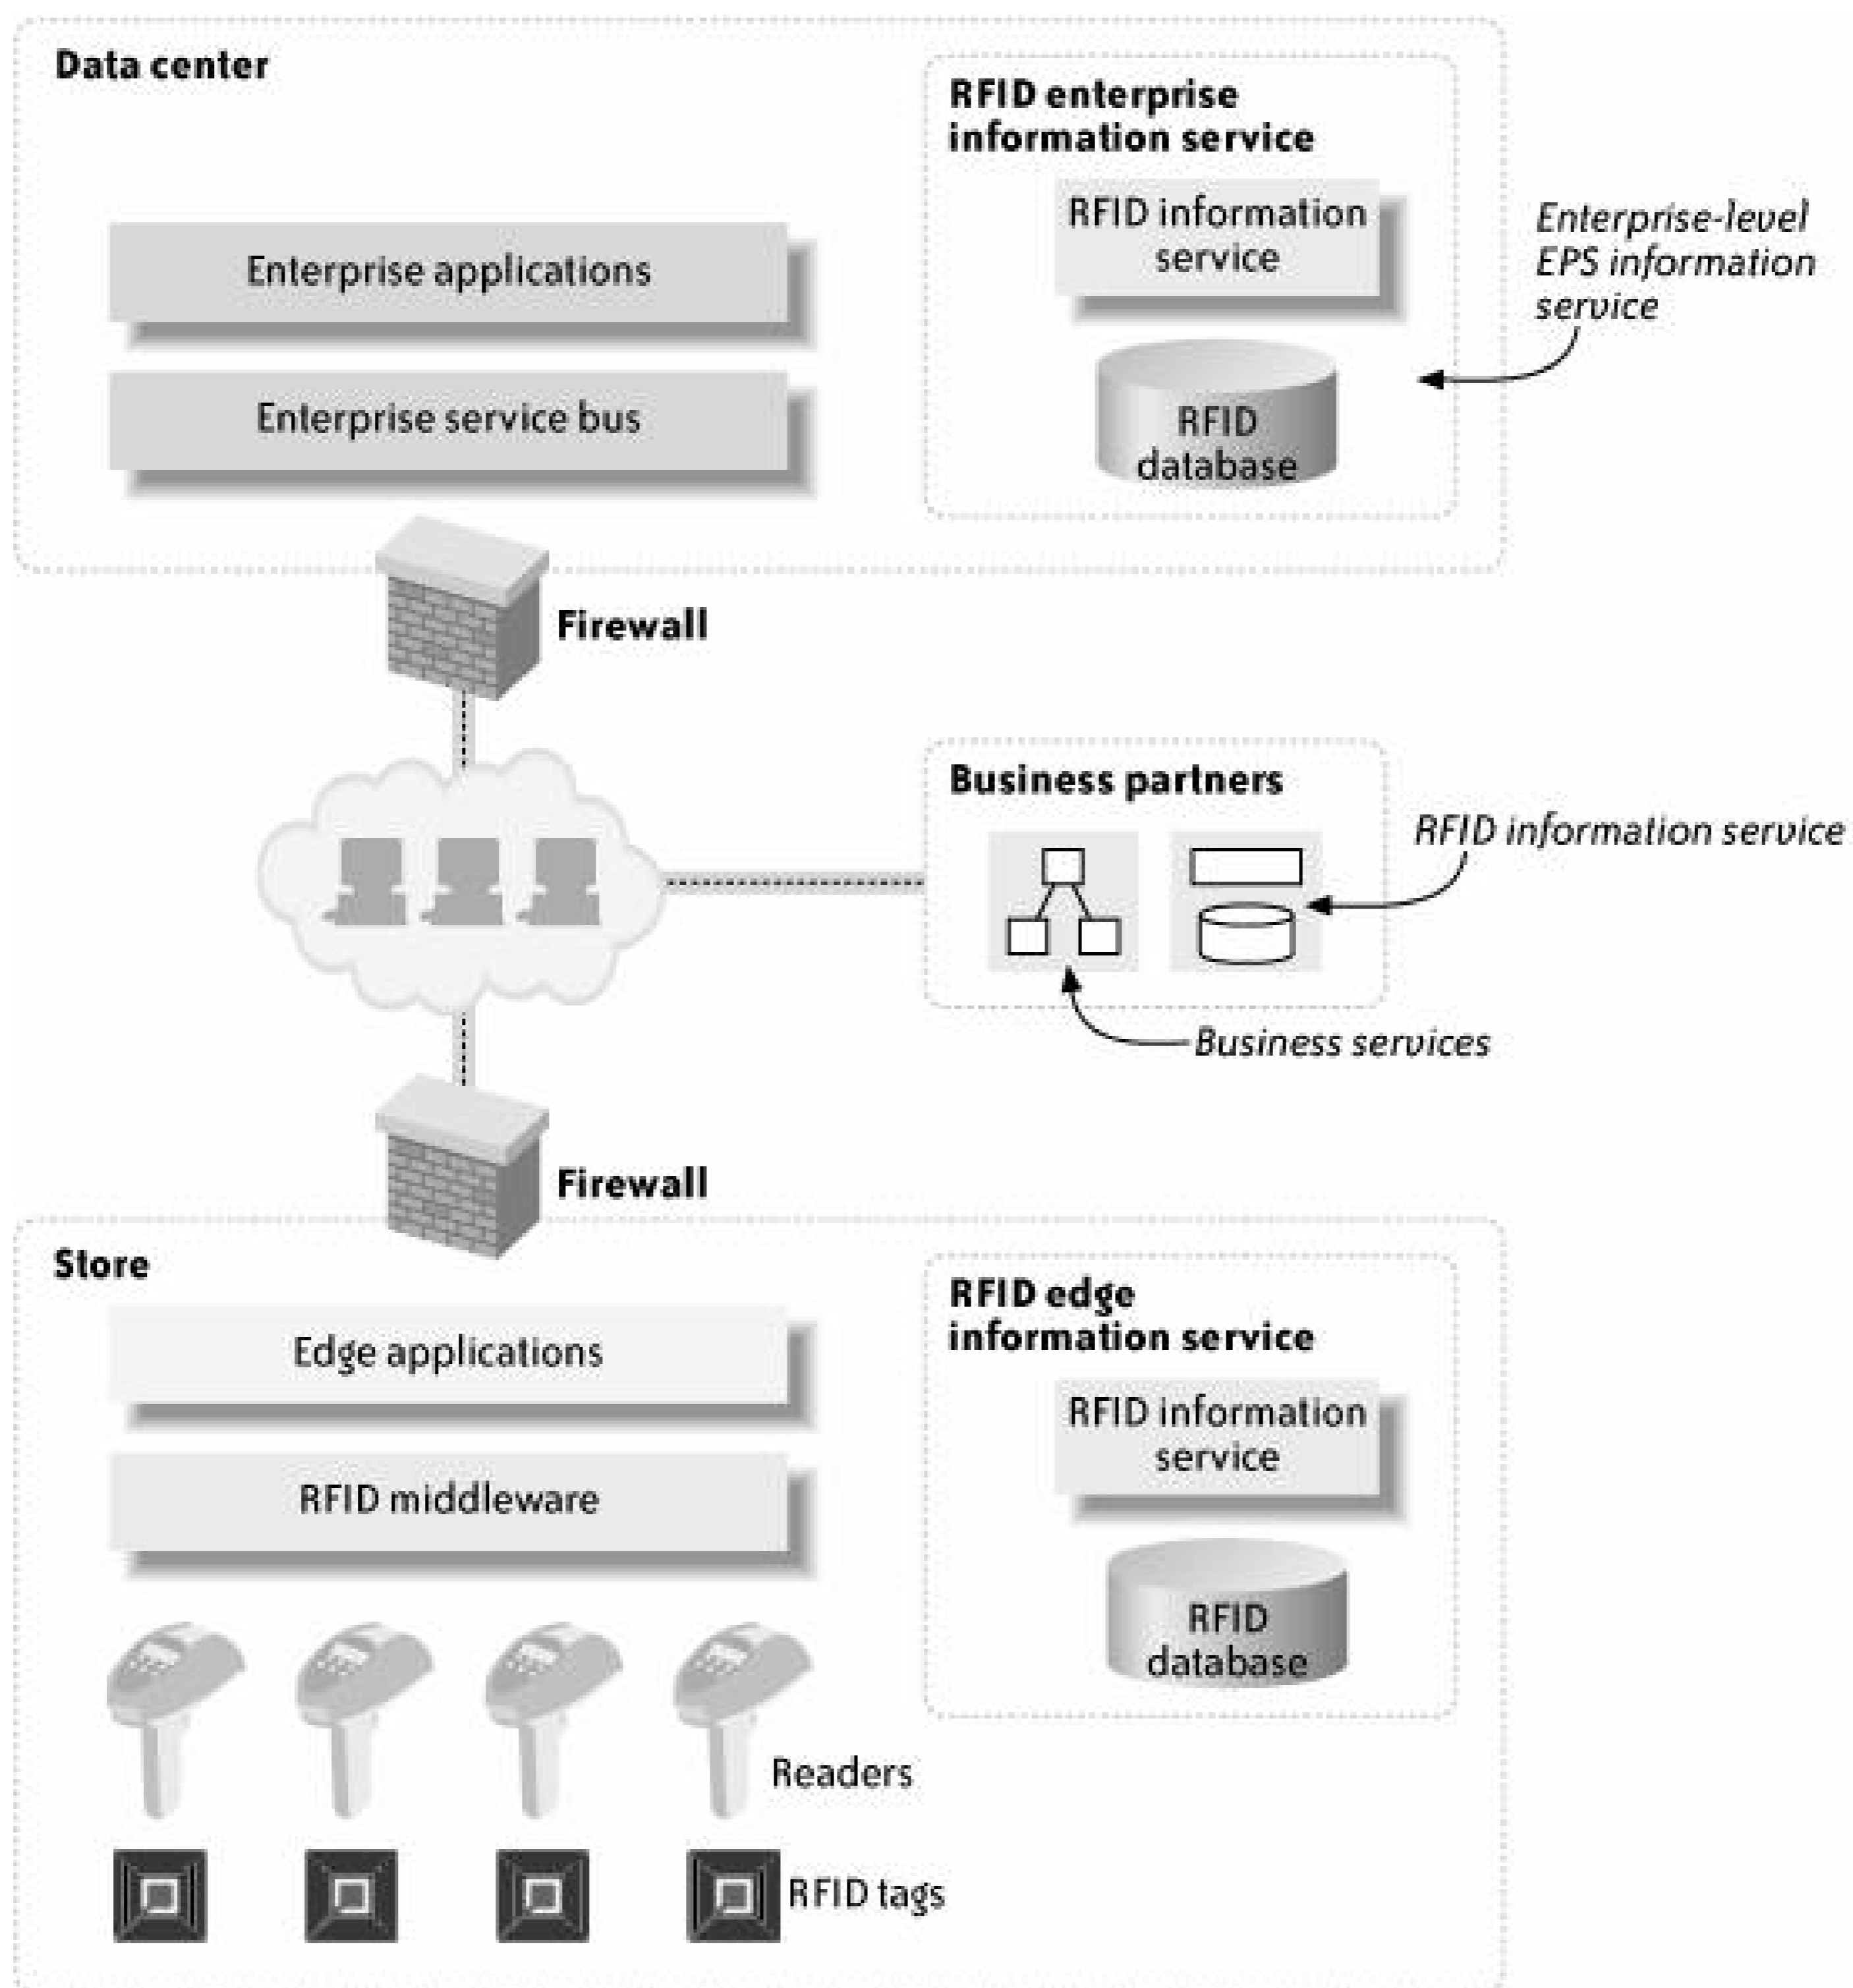 Data center
RFID enterprise
information service
RFID information
service
Enterprise-level
EPS information
service
Enterprise applications
Enterprise service bus
RFID
database
Firewall
Business partners
RFID information service
Business services
Firewall
Store
RFID edge
information service
Edge applications
RFID information
service
RFID middleware
RFID
database
Readers
RFID tags